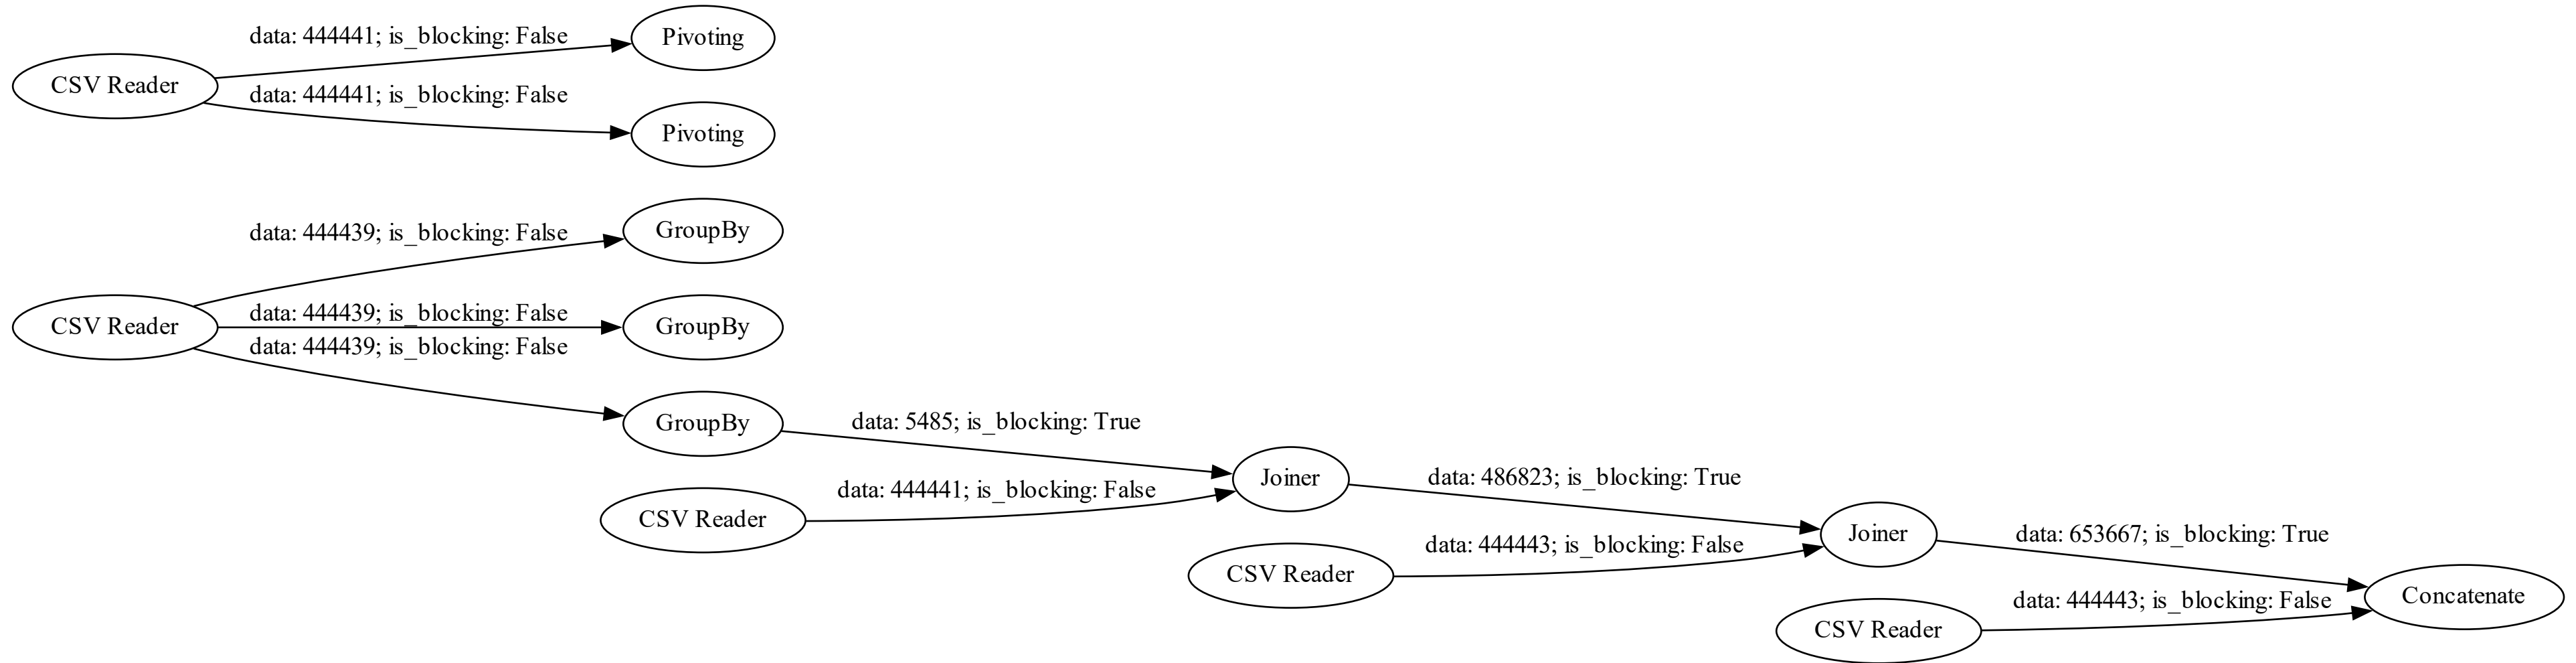 data: 444441; is_blocking: False
Pivoting
CSV Reader
data: 444441; is_blocking: False
Pivoting
data: 444439; is_blocking: False
GroupBy
CSV Reader
data: 444439; is_blocking: False
GroupBy
data: 444439; is_blocking: False
GroupBy
data: 5485; is_blocking: True
CSV Reader
data: 444441; is_blocking: False
Joiner
data: 486823; is_blocking: True
CSV Reader
data: 444443; is_blocking: False
Joiner
data: 653667; is_blocking: True
CSV Reader
data: 444443; is_blocking: False
Concatenate